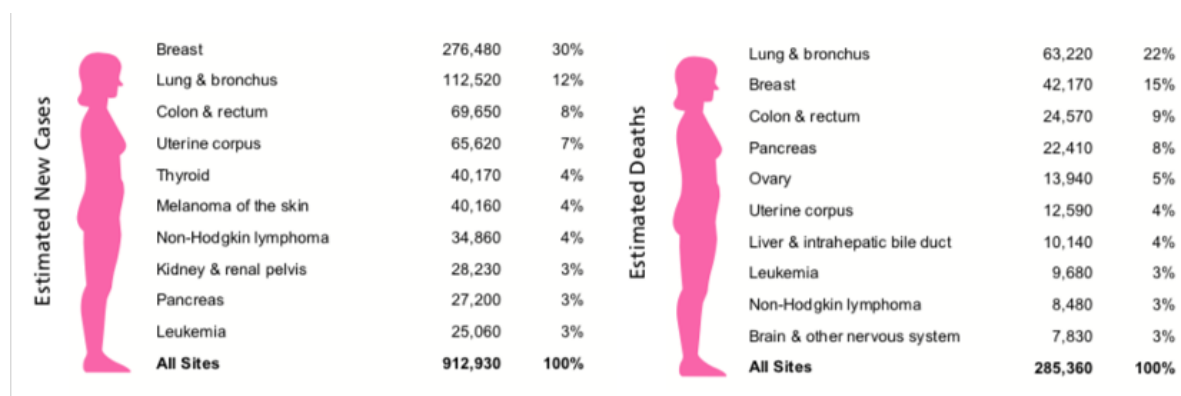 Estimated New Cases
Breast 276,480 30%
Lung & bronchus 112,520 12%
Colon & rectum 69,650 8%
Uterine corpus 65,620 7%
Thyroid 40,170 4%
Melanoma of the skin 40,160 4%
Non-Hodgkin lymphoma 34,860 4%
Kidney & renal pelvis 28,230 3%
Pancreas 27,200 3%
Leukemia 25,060 3%
All Sites 912,930 100%
Estimated Deaths
Lung & bronchus 63,220 22%
Breast 42,170 15%
Colon & rectum 24,570 9%
Pancreas 22,410 8%
Ovary 13,940 5%
Uterine corpus 12,590 4%
Liver & intrahepatic bile duct 10,140 4%
Leukemia 9,680 3%
Non-Hodgkin lymphoma 8,480 3%
Brain & other nervous system 7,830 3%
All Sites 285,360 100%